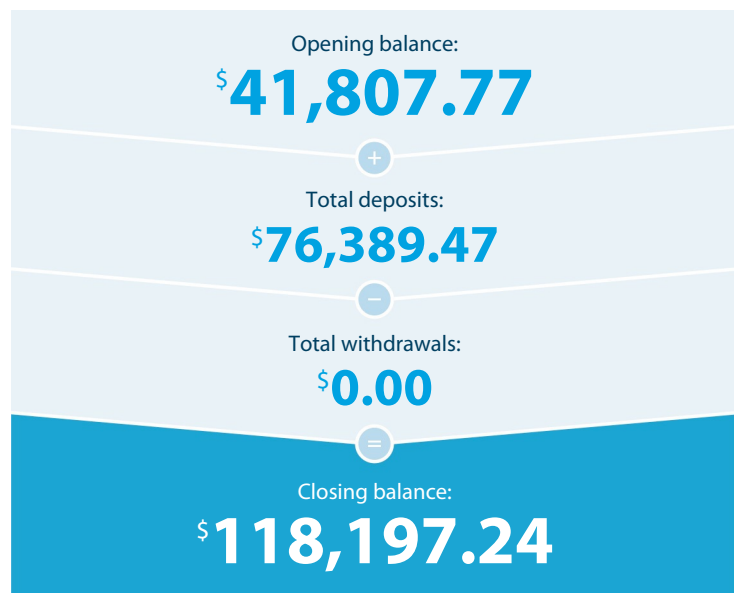 Opening balance:
$41,807.77
+
Total deposits:
$76,389.47
−
Total withdrawals:
$0.00
=
Closing balance:
$118,197.24